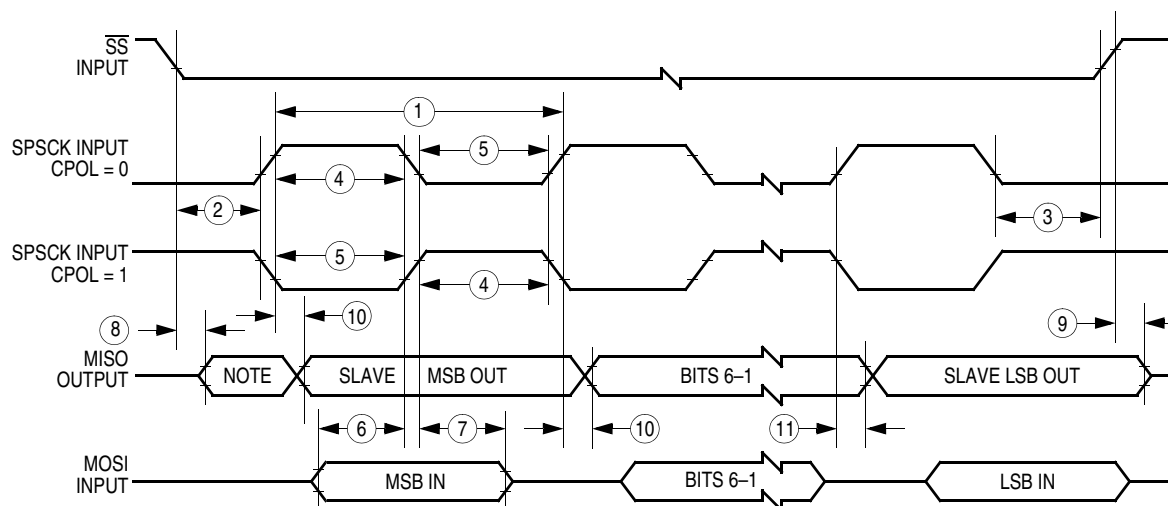 SS
INPUT
1
SPSCK INPUT
CPOL = 0
5
4
2
3
SPSCK INPUT
CPOL = 1
5
4
8
10
9
MISO
OUTPUT
NOTE
SLAVE MSB OUT
BITS 6–1
SLAVE LSB OUT
6
7
10
11
MOSI
INPUT
MSB IN
BITS 6–1
LSB IN